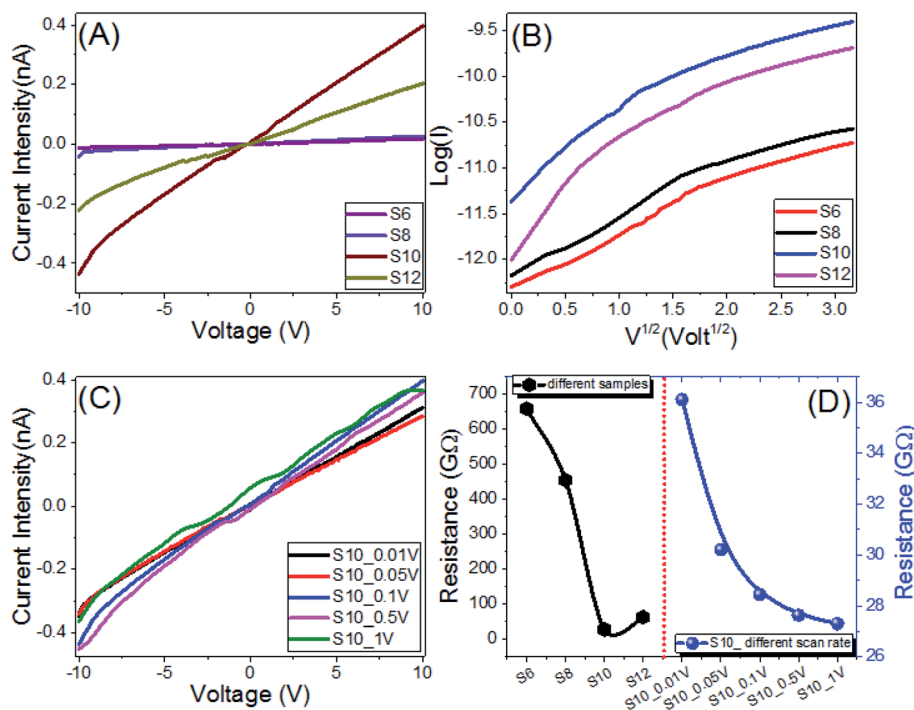 (A)
0.4
0.2
0.0
-0.2
-0.4
-10
-5
0
5
10
Current Intensity(nA)
Voltage (V)
S6
S8
S10
S12
(B)
-9.5
-10.0
-10.5
-11.0
-11.5
-12.0
0.0
0.5
1.0
1.5
2.0
2.5
3.0
Log(I)
V1/2(Volt1/2)
S6
S8
S10
S12
(C)
0.4
0.2
0.0
-0.2
-0.4
-10
-5
0
5
10
Current Intensity(nA)
Voltage (V)
S10_0.01V
S10_0.05V
S10_0.1V
S10_0.5V
S10_1V
different samples
(D)
700
600
500
400
300
200
100
0
Resistance (GΩ)
36
34
32
30
28
26
Resistance (GΩ)
S10_ different scan rate
S6
S8
S10
S12
S10_0.01V
S10_0.05V
S10_0.1V
S10_0.5V
S10_1V